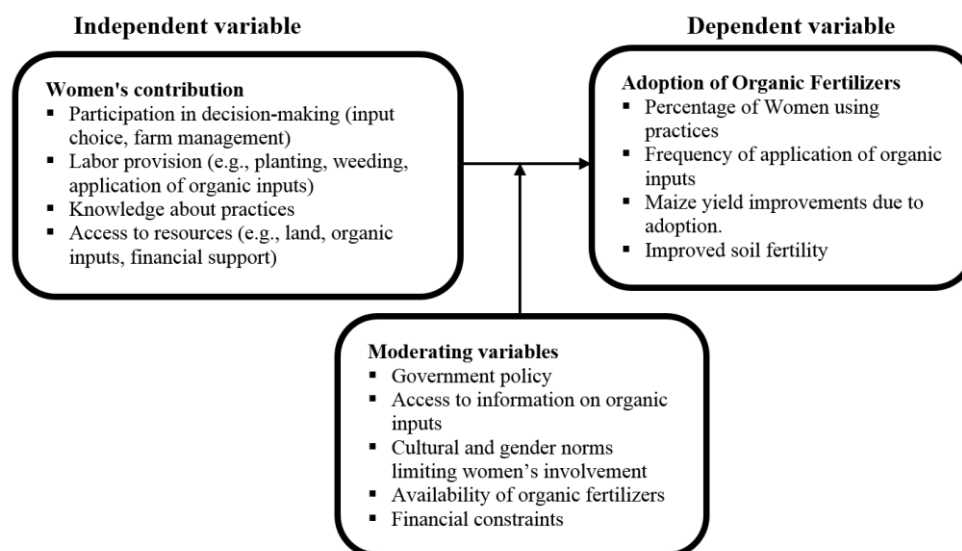 Independent variable
Dependent variable
Women's contribution
▪ Participation in decision-making (input
choice, farm management)
▪ Labor provision (e.g., planting, weeding,
application of organic inputs)
▪ Knowledge about practices
▪ Access to resources (e.g., land, organic
inputs, financial support)
Adoption of Organic Fertilizers
▪ Percentage of Women using
practices
▪ Frequency of application of organic
inputs
▪ Maize yield improvements due to
adoption.
▪ Improved soil fertility
Moderating variables
▪ Government policy
▪ Access to information on organic
inputs
▪ Cultural and gender norms
limiting women’s involvement
▪ Availability of organic fertilizers
▪ Financial constraints